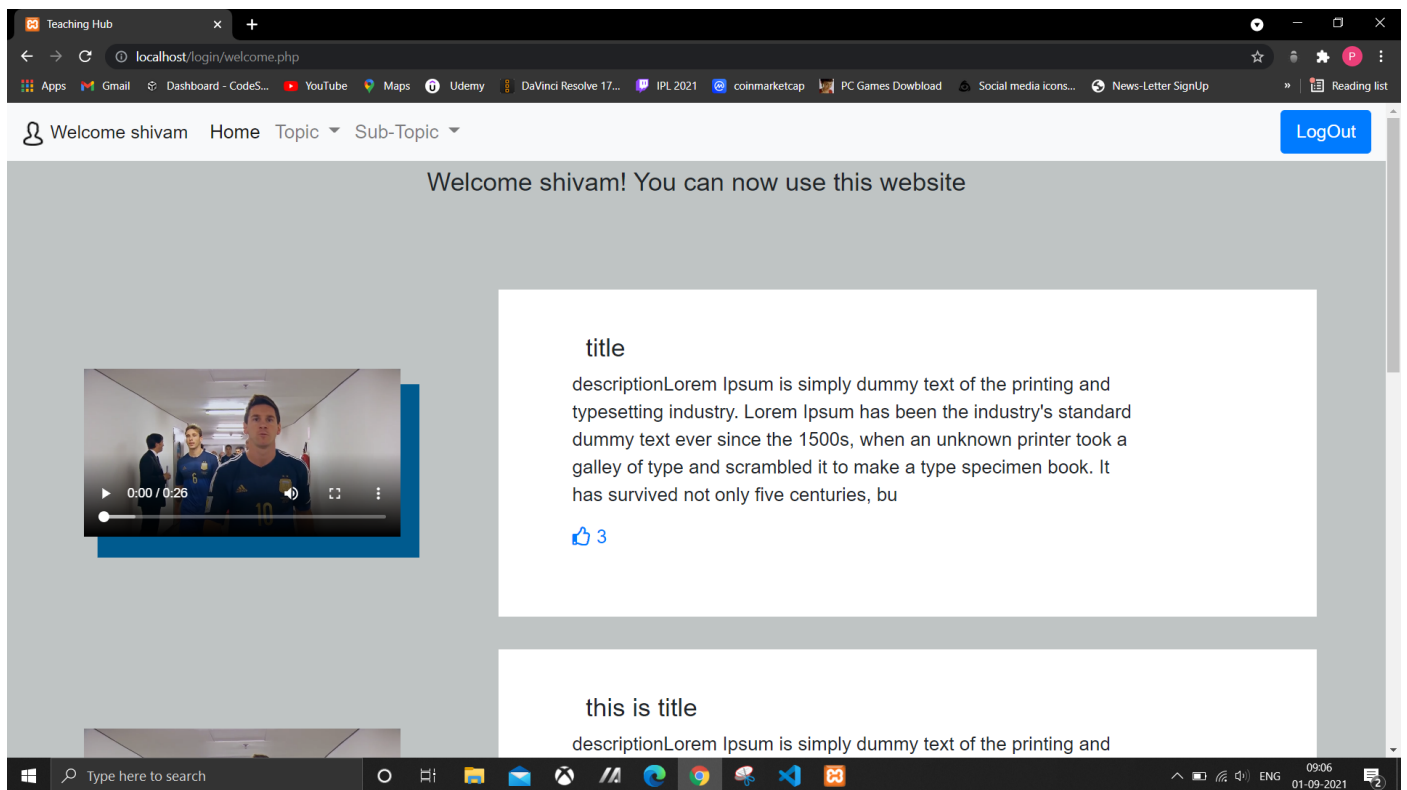 Teaching Hub
localhost/login/welcome.php
P
Apps Gmail Dashboard - CodeS... YouTube Maps Udemy DaVinci Resolve 17... IPL 2021 coinmarketcap PC Games Dowbload Social media icons... News-Letter SignUp » Reading list
Welcome shivam Home Topic Sub-Topic LogOut
Welcome shivam! You can now use this website
title
descriptionLorem Ipsum is simply dummy text of the printing and
typesetting industry. Lorem Ipsum has been the industry's standard
dummy text ever since the 1500s, when an unknown printer took a
galley of type and scrambled it to make a type specimen book. It
has survived not only five centuries, bu
3
6
0:00 / 0:26
10
this is title
descriptionLorem Ipsum is simply dummy text of the printing and
Type here to search
ENG
09:06
01-09-2021
2